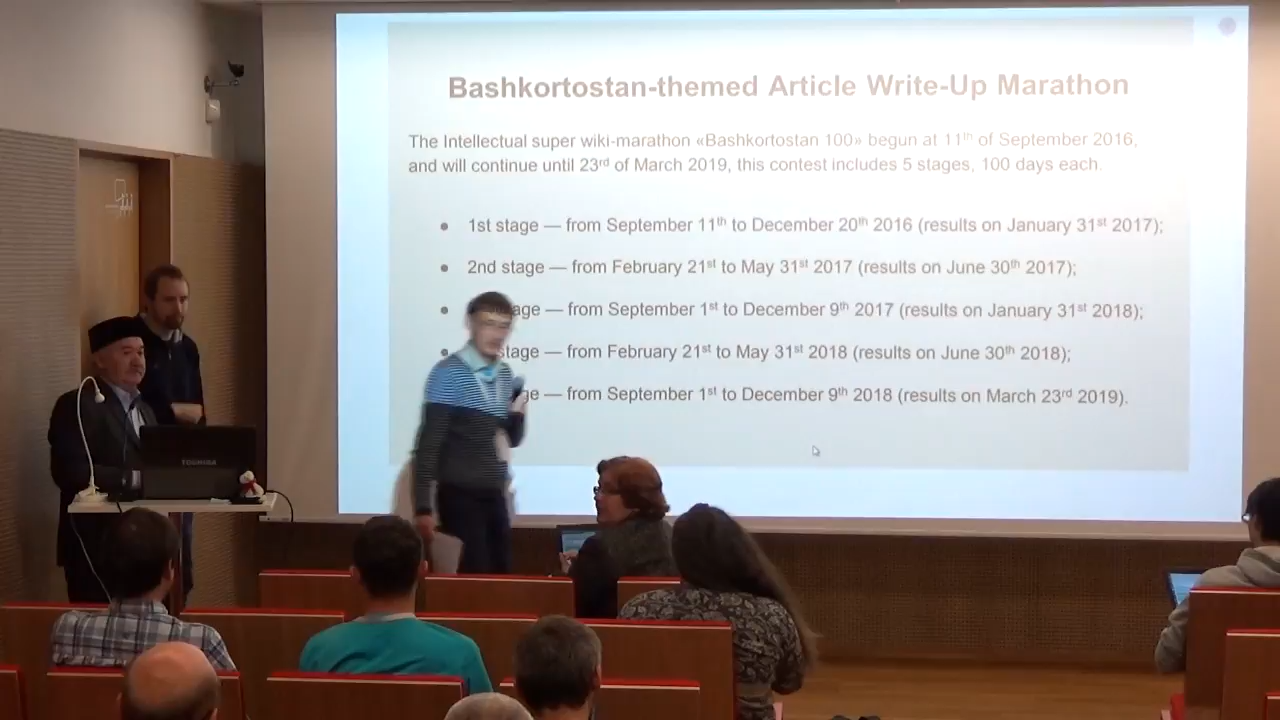 Bashkortostan-themed Article Write-Up Marathon
The Intellectual super wiki-marathon «Bashkortostan 100» begun at 11th of September 2016,
and will continue until 23rd of March 2019, this contest includes 5 stages, 100 days each.
1st stage — from September 11th to December 20th 2016 (results on January 31st 2017);
2nd stage — from February 21st to May 31st 2017 (results on June 30th 2017);
age — from September 1st to December 9th 2017 (results on January 31st 2018);
stage — from February 21st to May 31st 2018 (results on June 30th 2018);
ge — from September 1st to December 9th 2018 (results on March 23rd 2019).
TOSHIBA